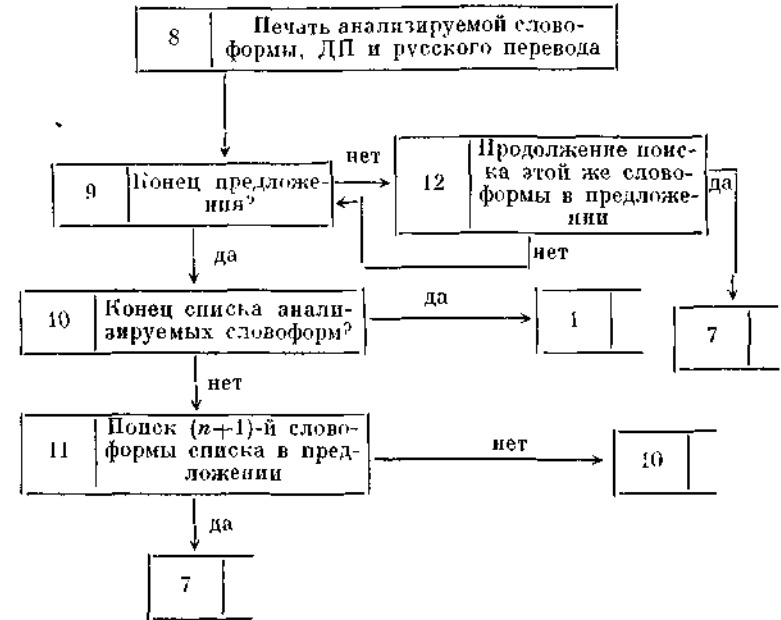 8 Печать анализируемой слово-
формы, ДП и русского перевода
нет
9 Конец предложе-
ния?
12 Продолжение поис-
ка этой же слово-
формы в предложе-
нии
да
да
нет
10 Конец списка анали-
зируемых словоформ?
да
1
7
нет
11 Поиск (n+1)-й слово-
формы списка в пред-
ложении
нет
10
да
7